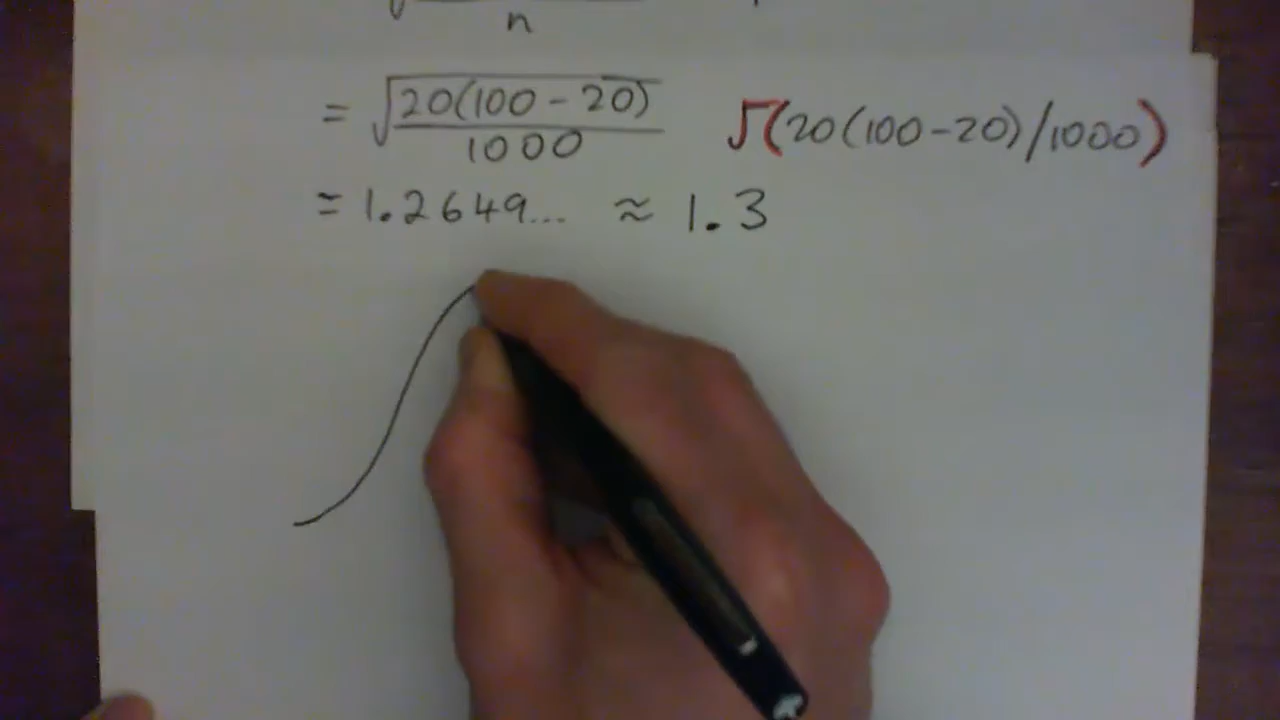 n
= √20(100-20) √(20(100-20)/1000)
1000
= 1.2649... ≈ 1.3